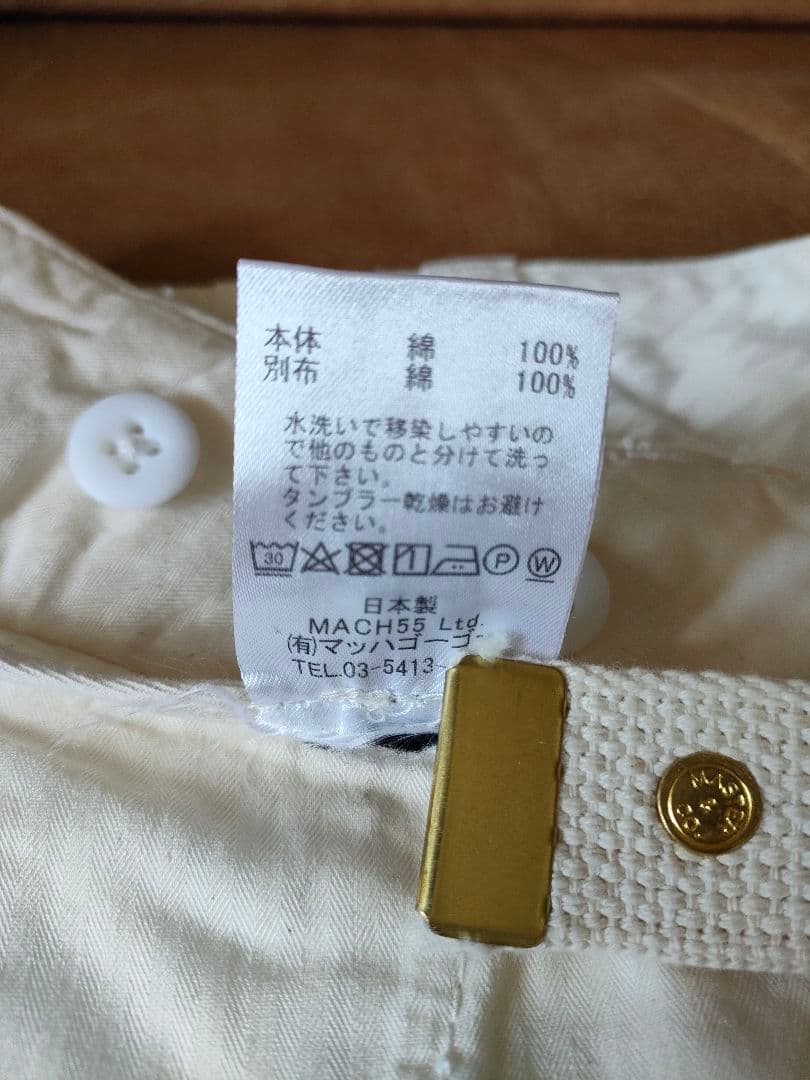 本体 綿 100%
別布 綿 100%
水洗いで移染しやすいの
で他のものと分けて洗っ
て下さい。
タンブラー乾燥はお避け
ください。
30
P W
日本製
MACH55 Ltd.
(有)マッハゴーゴー
TEL.03-5413-
MASTER & Co